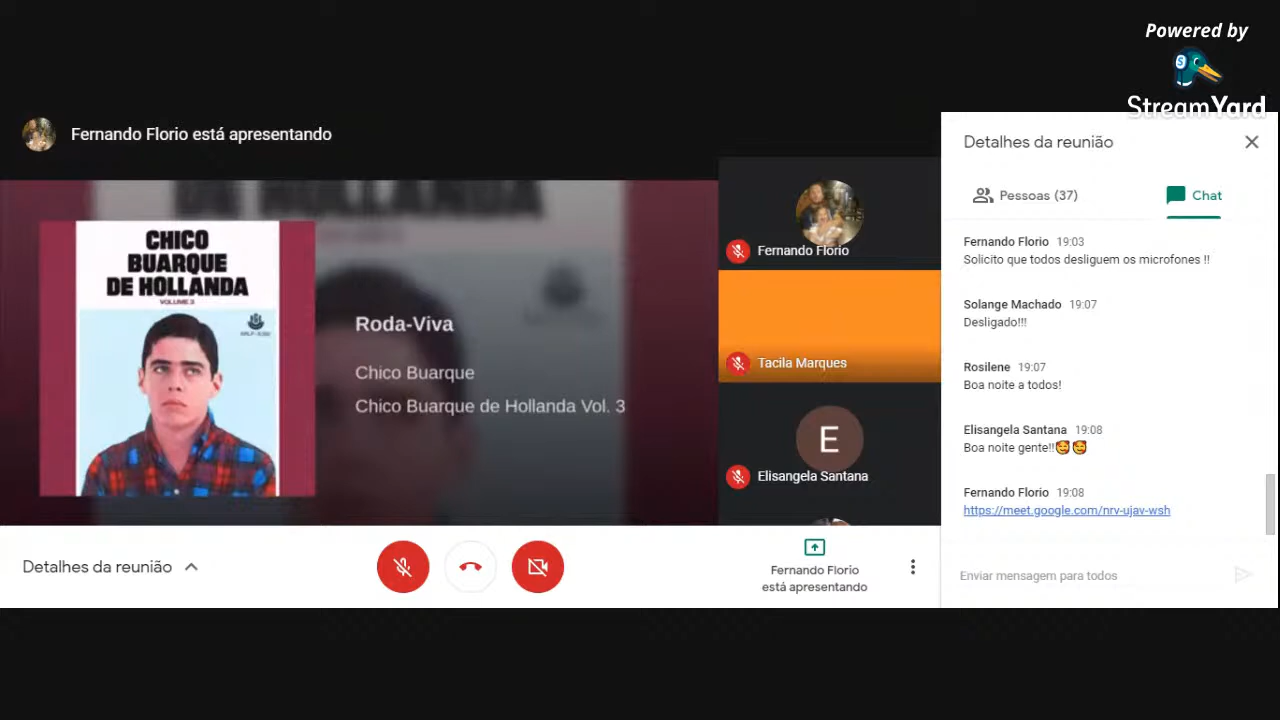 Powered by
StreamYard
Fernando Florio está apresentando
DE HOLLANDA
CHICO
BUARQUE
DE HOLLANDA
VOLUME 3
Roda-Viva
Chico Buarque
Chico Buarque de Hollanda Vol. 3
Fernando Florio
Tacila Marques
E
Elisangela Santana
Detalhes da reunião
Fernando Florio
está apresentando
Detalhes da reunião
Pessoas (37)
Chat
Fernando Florio 19:03
Solicito que todos desliguem os microfones !!
Solange Machado 19:07
Desligado!!!
Rosilene 19:07
Boa noite a todos!
Elisangela Santana 19:08
Boa noite gente!!🥰 🥰
Fernando Florio 19:08
https://meet.google.com/nrv-ujav-wsh
Enviar mensagem para todos